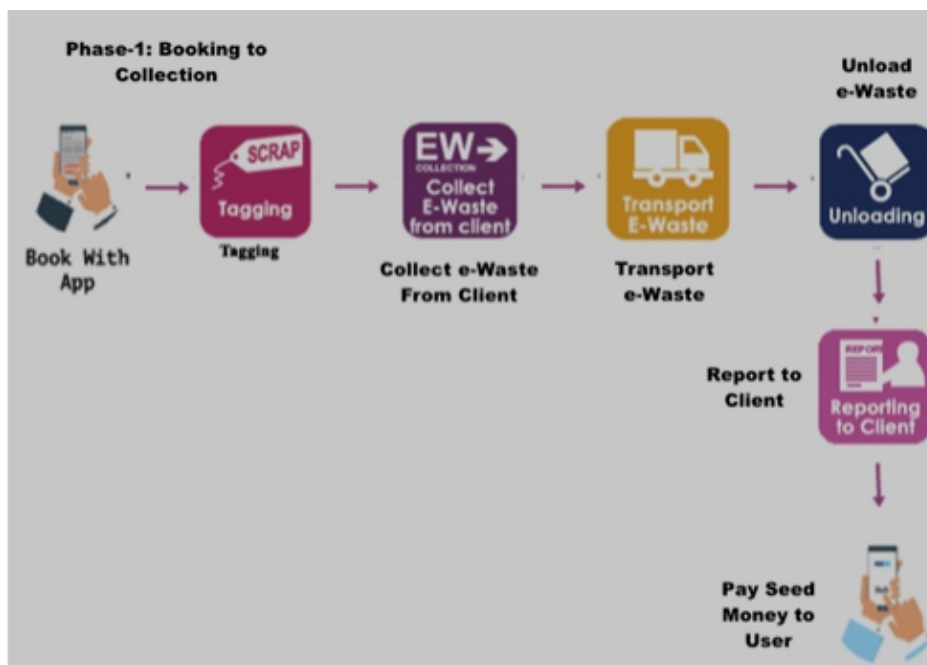 Phase-1: Booking to
Collection
Book With
App
SCRAP
Tagging
Tagging
EW
COLLECTION
Collect
E-Waste
from client
Collect e-Waste
From Client
Transport
E-Waste
Transport
e-Waste
Unload
e-Waste
Unloading
Report to
Client
REPORT
Reporting
to Client
Pay Seed
Money to
User